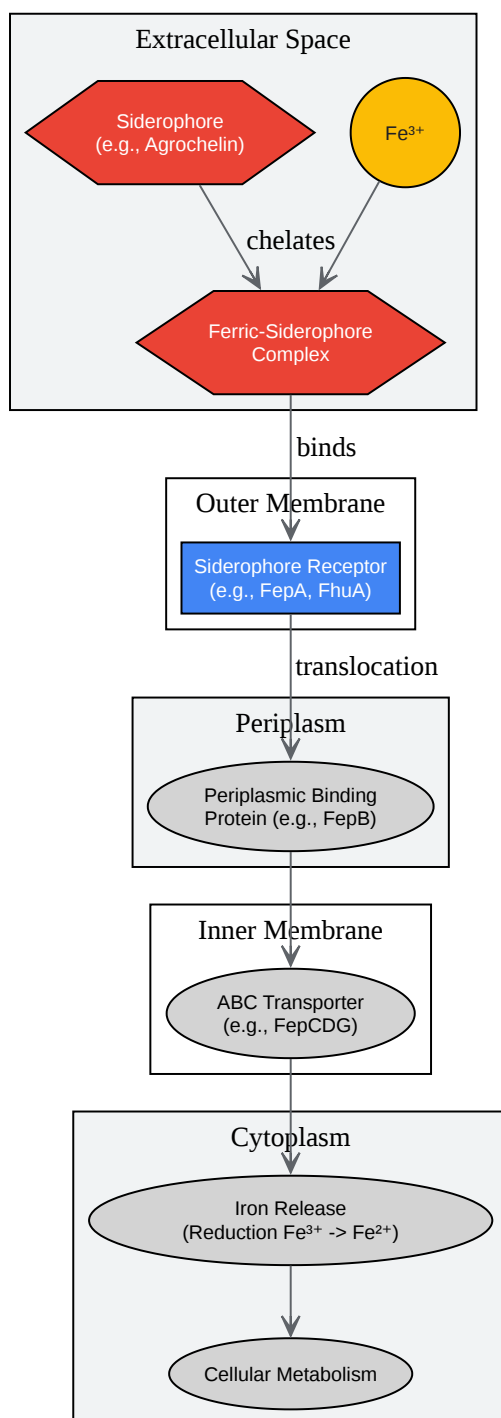 Extracellular Space
Siderophore
(e.g., Agrochelin)
Fe³⁺
chelates
Ferric-Siderophore
Complex
binds
Outer Membrane
Siderophore Receptor
(e.g., FepA, FhuA)
translocation
Periplasm
Periplasmic Binding
Protein (e.g., FepB)
Inner Membrane
ABC Transporter
(e.g., FepCDG)
Cytoplasm
Iron Release
(Reduction Fe³⁺ -> Fe²⁺)
Cellular Metabolism